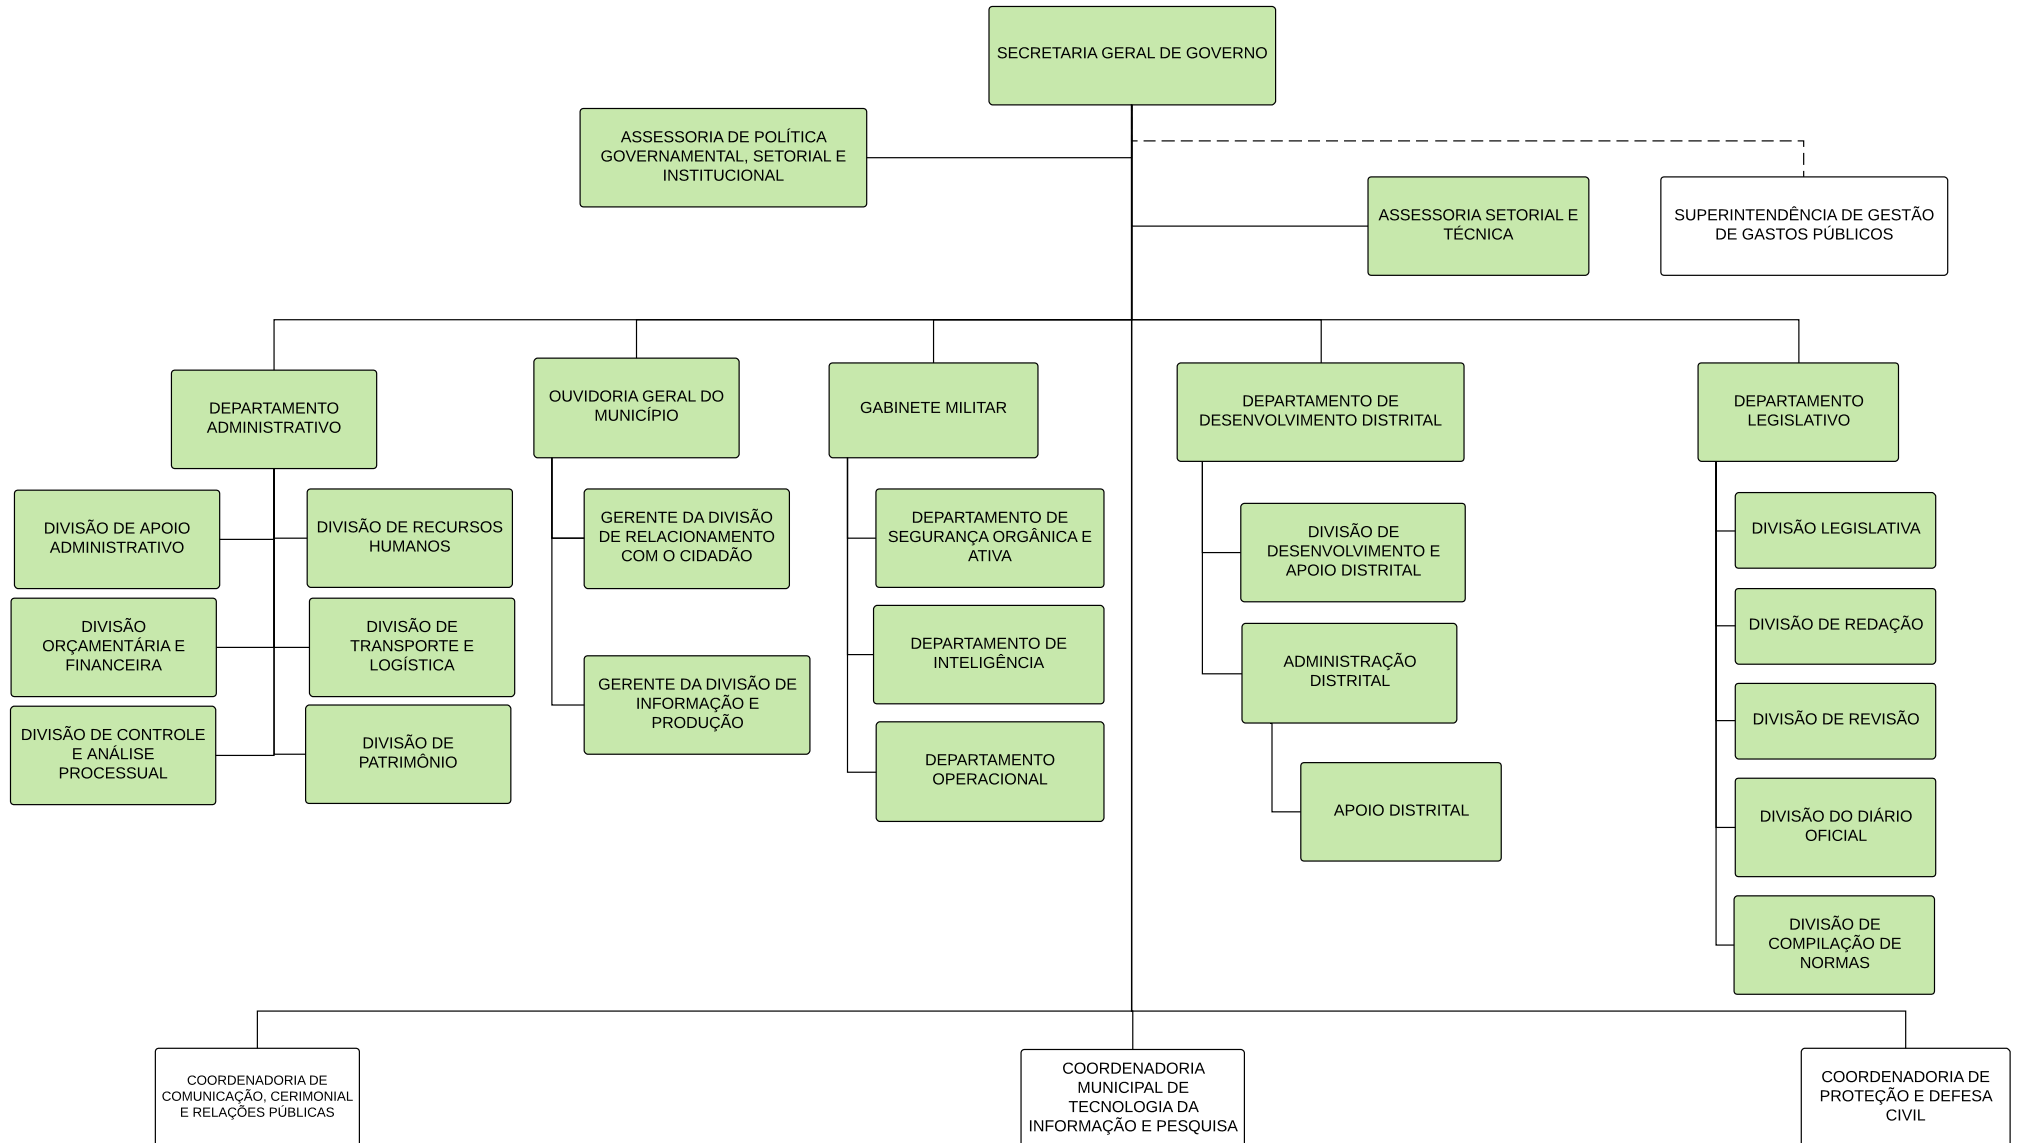 SECRETARIA GERAL DE GOVERNO
ASSESSORIA DE POLÍTICA
GOVERNAMENTAL, SETORIAL E
INSTITUCIONAL
ASSESSORIA SETORIAL E
TÉCNICA
SUPERINTENDÊNCIA DE GESTÃO
DE GASTOS PÚBLICOS
DEPARTAMENTO
ADMINISTRATIVO
DIVISÃO DE APOIO
ADMINISTRATIVO
DIVISÃO DE RECURSOS
HUMANOS
DIVISÃO
ORÇAMENTÁRIA E
FINANCEIRA
DIVISÃO DE
TRANSPORTE E
LOGÍSTICA
DIVISÃO DE CONTROLE
E ANÁLISE
PROCESSUAL
DIVISÃO DE
PATRIMÔNIO
OUVIDORIA GERAL DO
MUNICÍPIO
GERENTE DA DIVISÃO
DE RELACIONAMENTO
COM O CIDADÃO
GERENTE DA DIVISÃO DE
INFORMAÇÃO E
PRODUÇÃO
GABINETE MILITAR
DEPARTAMENTO DE
SEGURANÇA ORGÂNICA E
ATIVA
DEPARTAMENTO DE
INTELIGÊNCIA
DEPARTAMENTO
OPERACIONAL
DEPARTAMENTO DE
DESENVOLVIMENTO DISTRITAL
DIVISÃO DE
DESENVOLVIMENTO E
APOIO DISTRITAL
ADMINISTRAÇÃO
DISTRITAL
APOIO DISTRITAL
DEPARTAMENTO
LEGISLATIVO
DIVISÃO LEGISLATIVA
DIVISÃO DE REDAÇÃO
DIVISÃO DE REVISÃO
DIVISÃO DO DIÁRIO
OFICIAL
DIVISÃO DE
COMPILAÇÃO DE
NORMAS
COORDENADORIA DE
COMUNICAÇÃO, CERIMONIAL
E RELAÇÕES PÚBLICAS
COORDENADORIA
MUNICIPAL DE
TECNOLOGIA DA
INFORMAÇÃO E PESQUISA
COORDENADORIA DE
PROTEÇÃO E DEFESA
CIVIL